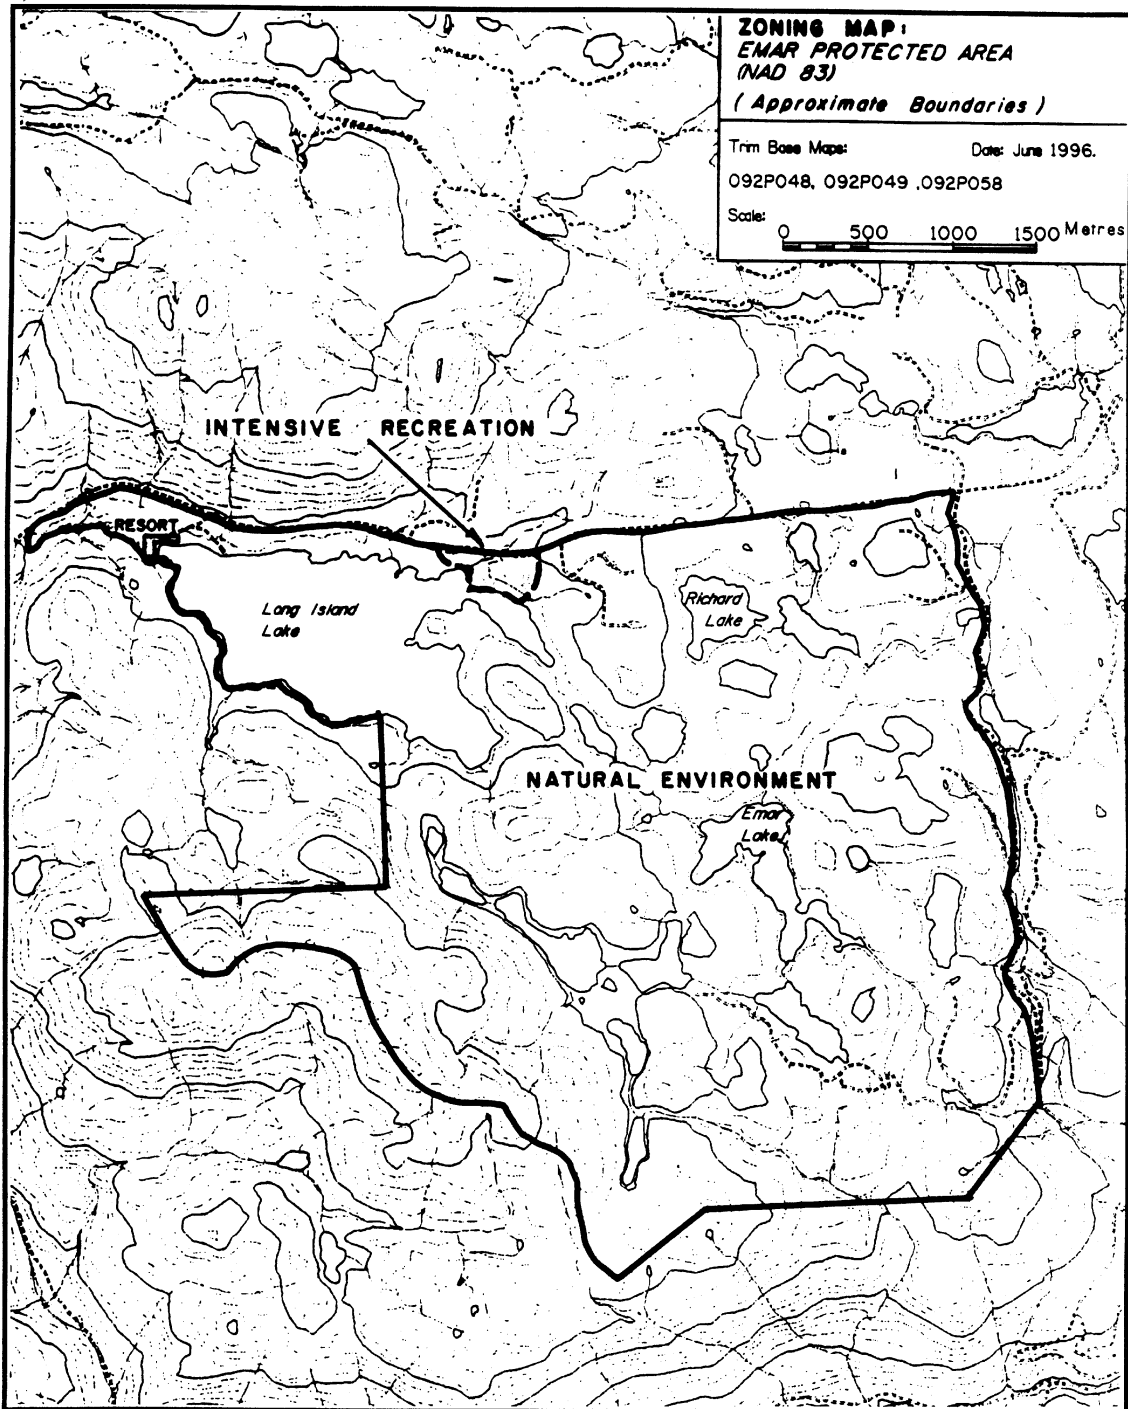 ZONING MAP:
EMAR PROTECTED AREA
(NAD 83)
(Approximate Boundaries)
Trim Base Maps: Date: June 1996.
092P048, 092P049 ,092P058
Scale:
0 500 1000 1500 Metres
INTENSIVE RECREATION
RESORT
Long Island
Lake
Richard
Lake
NATURAL ENVIRONMENT
Emar
Lake